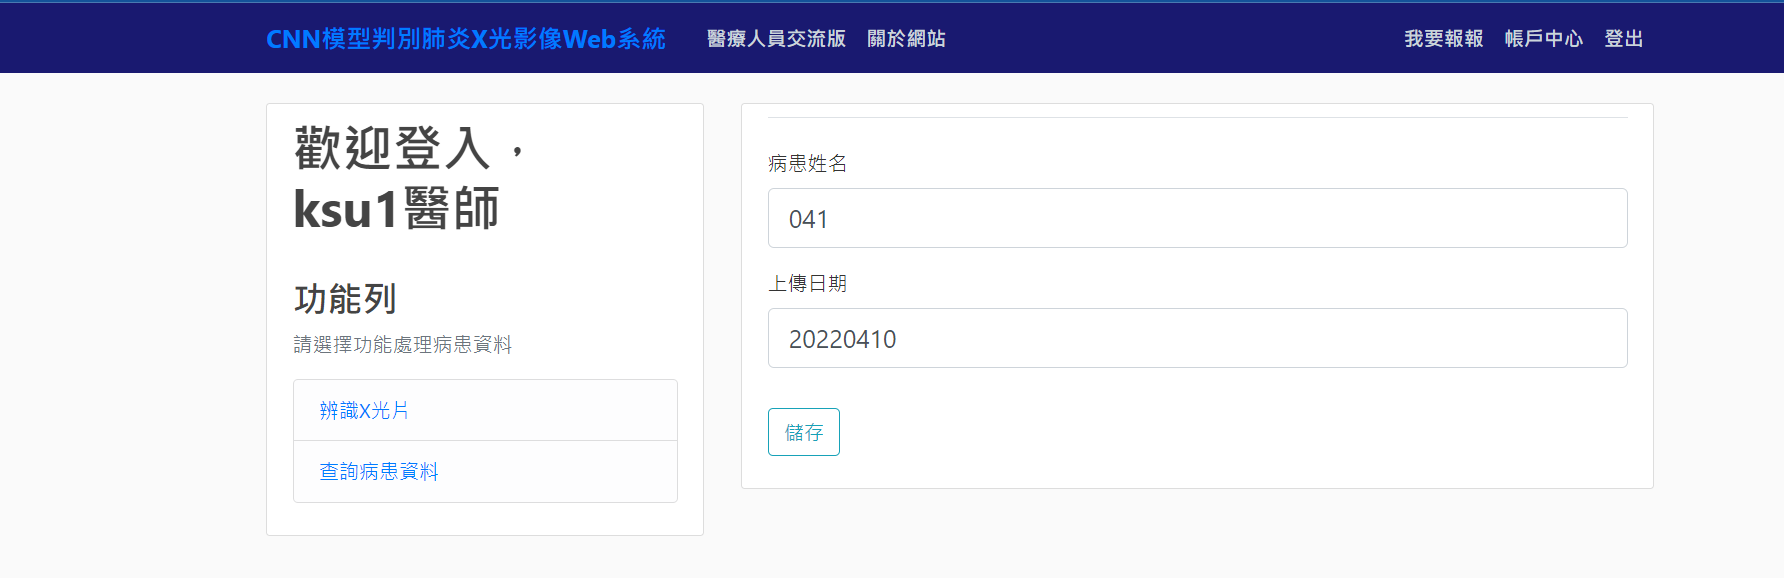 CNN模型判別肺炎X光影像Web系統 醫療人員交流版 關於網站 我要報報 帳戶中心 登出
歡迎登入，
ksu1醫師
功能列
請選擇功能處理病患資料
辨識X光片
查詢病患資料
病患姓名
041
上傳日期
20220410
儲存